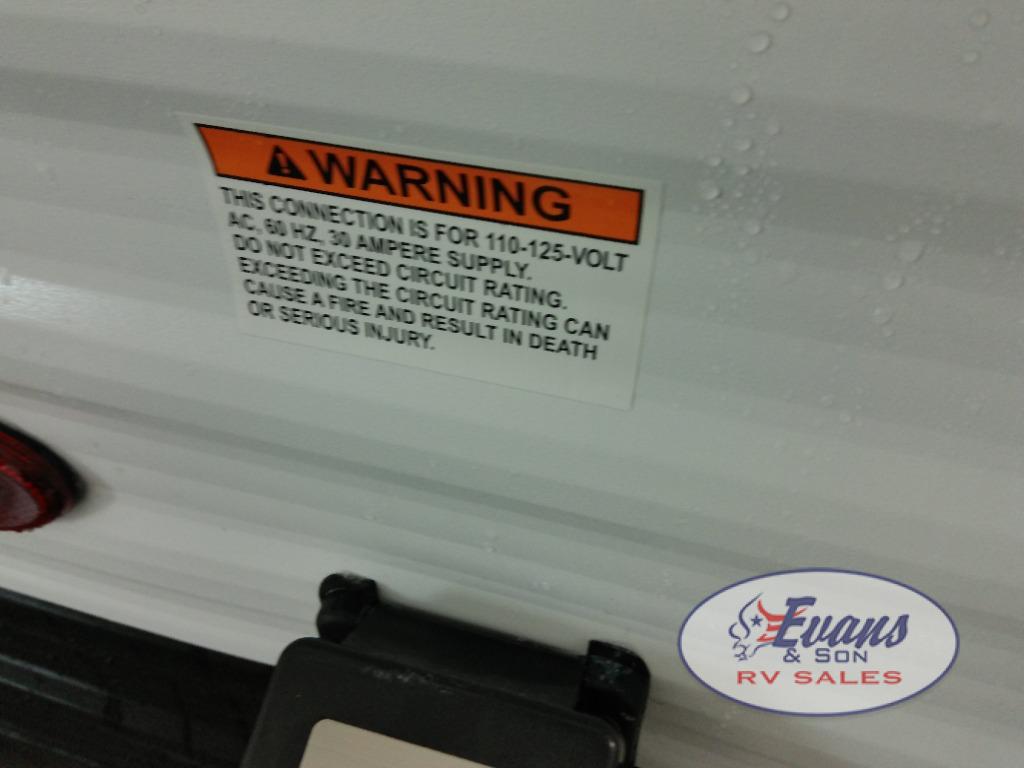 WARNING
THIS CONNECTION IS FOR 110-125-VOLT
AC, 60 HZ, 30 AMPERE SUPPLY.
DO NOT EXCEED CIRCUIT RATING.
EXCEEDING THE CIRCUIT RATING CAN
CAUSE A FIRE AND RESULT IN DEATH
OR SERIOUS INJURY.
Evans
& SON
RV SALES